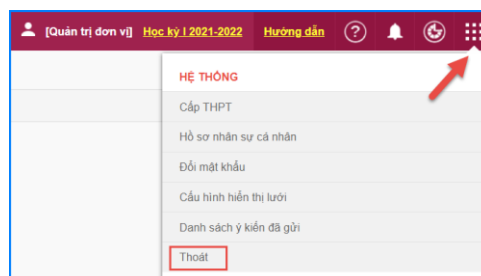 [Quản trị đơn vị] Học kỳ I 2021-2022 Hướng dẫn ?
HỆ THỐNG
Cấp THPT
Hồ sơ nhân sự cá nhân
Đổi mật khẩu
Cấu hình hiển thị lưới
Danh sách ý kiến đã gửi
Thoát